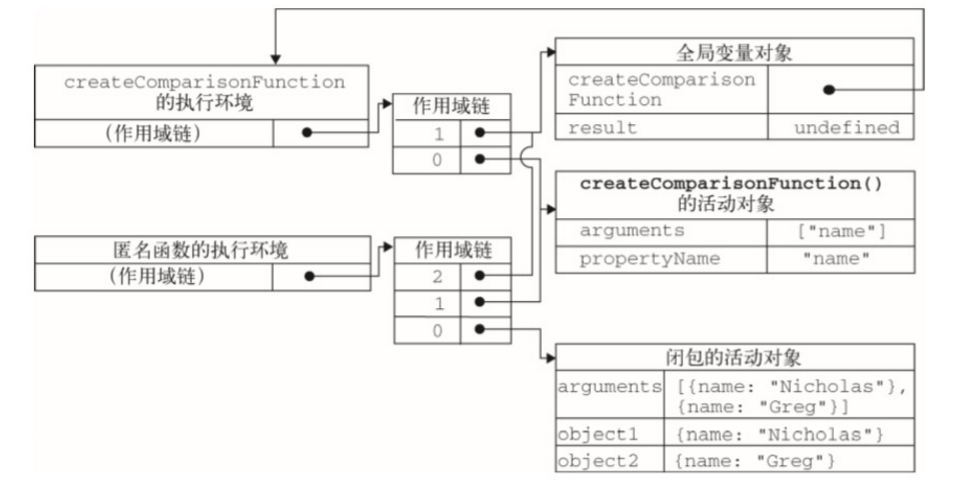 全局变量对象
createComparison
Function
result
undefined
createComparisonFunction
的执行环境
(作用域链)
作用域链
1
0
createComparisonFunction()
的活动对象
arguments
["name"]
propertyName
"name"
匿名函数的执行环境
(作用域链)
作用域链
2
1
0
闭包的活动对象
arguments
[{name: "Nicholas"},
{name: "Greg"}]
object1
{name: "Nicholas"}
object2
{name: "Greg"}